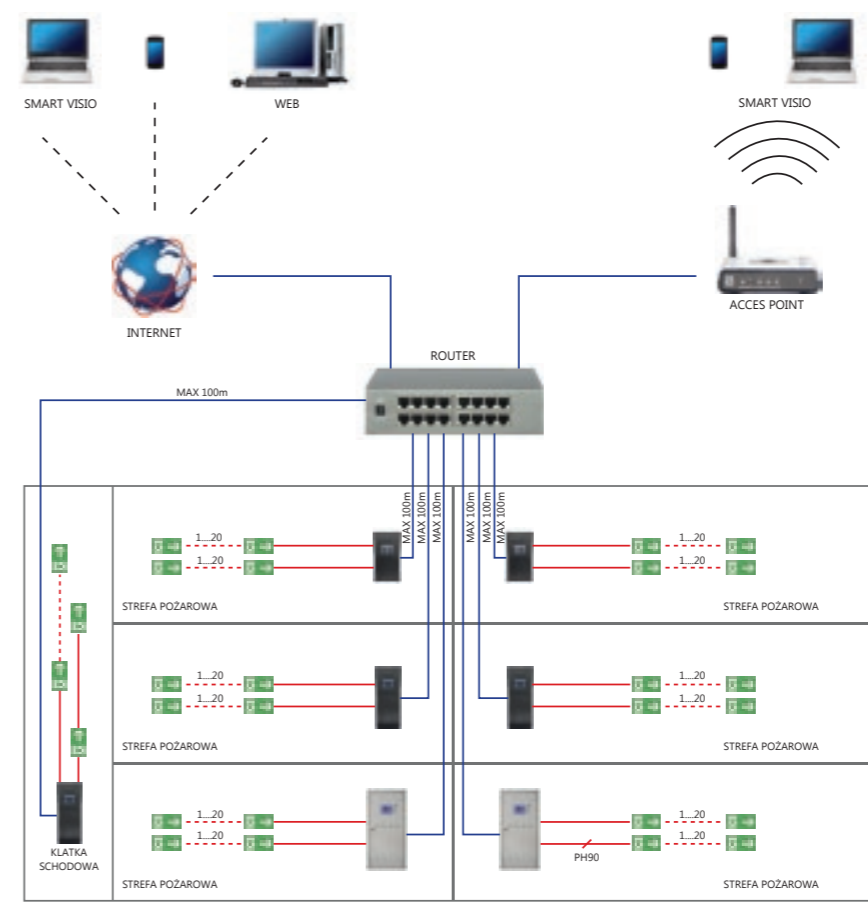 SMART VISIO
WEB
SMART VISIO
INTERNET
ACCES POINT
ROUTER
MAX 100m
MAX 100m
MAX 100m
MAX 100m
MAX 100m
MAX 100m
MAX 100m
1....20
1....20
STREFA POŻAROWA
1....20
1....20
STREFA POŻAROWA
1....20
1....20
STREFA POŻAROWA
1....20
1....20
STREFA POŻAROWA
1....20
1....20
STREFA POŻAROWA
1....20
1....20
PH90
STREFA POŻAROWA
KLATKA
SCHODOWA